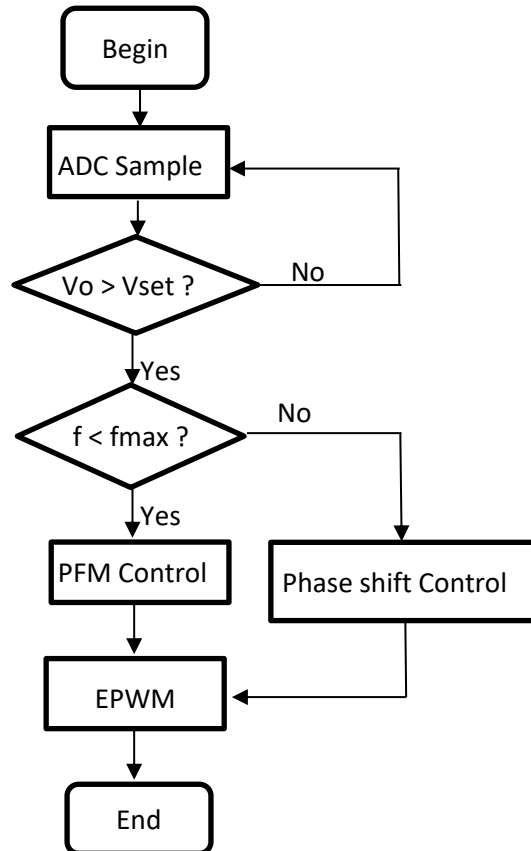 Begin
ADC Sample
Vo > Vset ?
No
Yes
f < fmax ?
No
Yes
PFM Control
Phase shift Control
EPWM
End